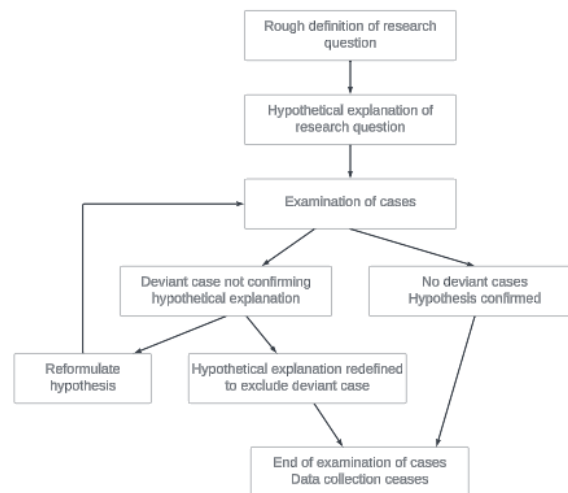 Rough definition of research
question
Hypothetical explanation of
research question
Examination of cases
Deviant case not confirming
hypothetical explanation
No deviant cases
Hypothesis confirmed
Reformulate
hypothesis
Hypothetical explanation redefined
to exclude deviant case
End of examination of cases
Data collection ceases